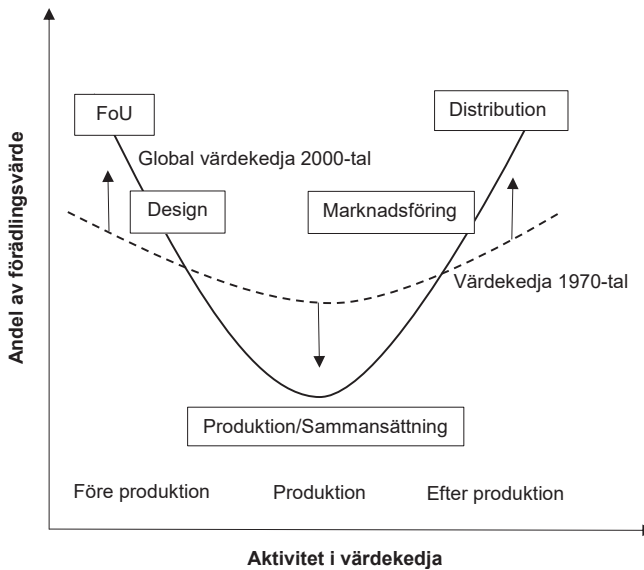 FoU
Distribution
Global värdekedja 2000-tal
Design
Marknadsföring
Värdekedja 1970-tal
Andel av förädlingsvärde
Produktion/Sammansättning
Före produktion
Produktion
Efter produktion
Aktivitet i värdekedja